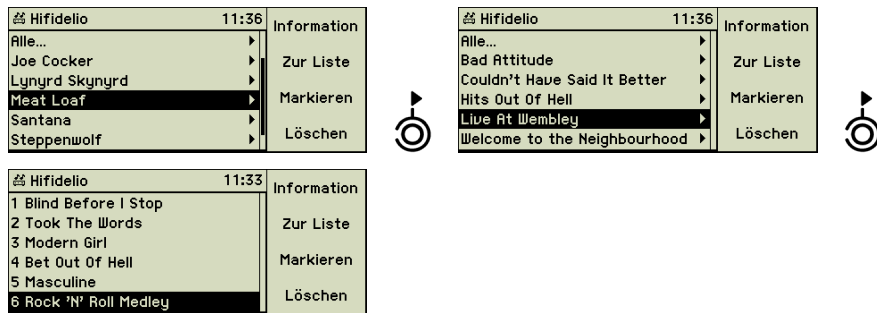 Hifidelio 11:36
Alle...
Joe Cocker
Lynyrd Skynyrd
Meat Loaf
Santana
Steppenwolf
Information
Zur Liste
Markieren
Löschen
Hifidelio 11:36
Alle...
Bad Attitude
Couldn't Have Said It Better
Hits Out Of Hell
Live At Wembley
Welcome to the Neighbourhood
Information
Zur Liste
Markieren
Löschen
Hifidelio 11:33
1 Blind Before I Stop
2 Took The Words
3 Modern Girl
4 Bet Out Of Hell
5 Masculine
6 Rock 'N' Roll Medley
Information
Zur Liste
Markieren
Löschen